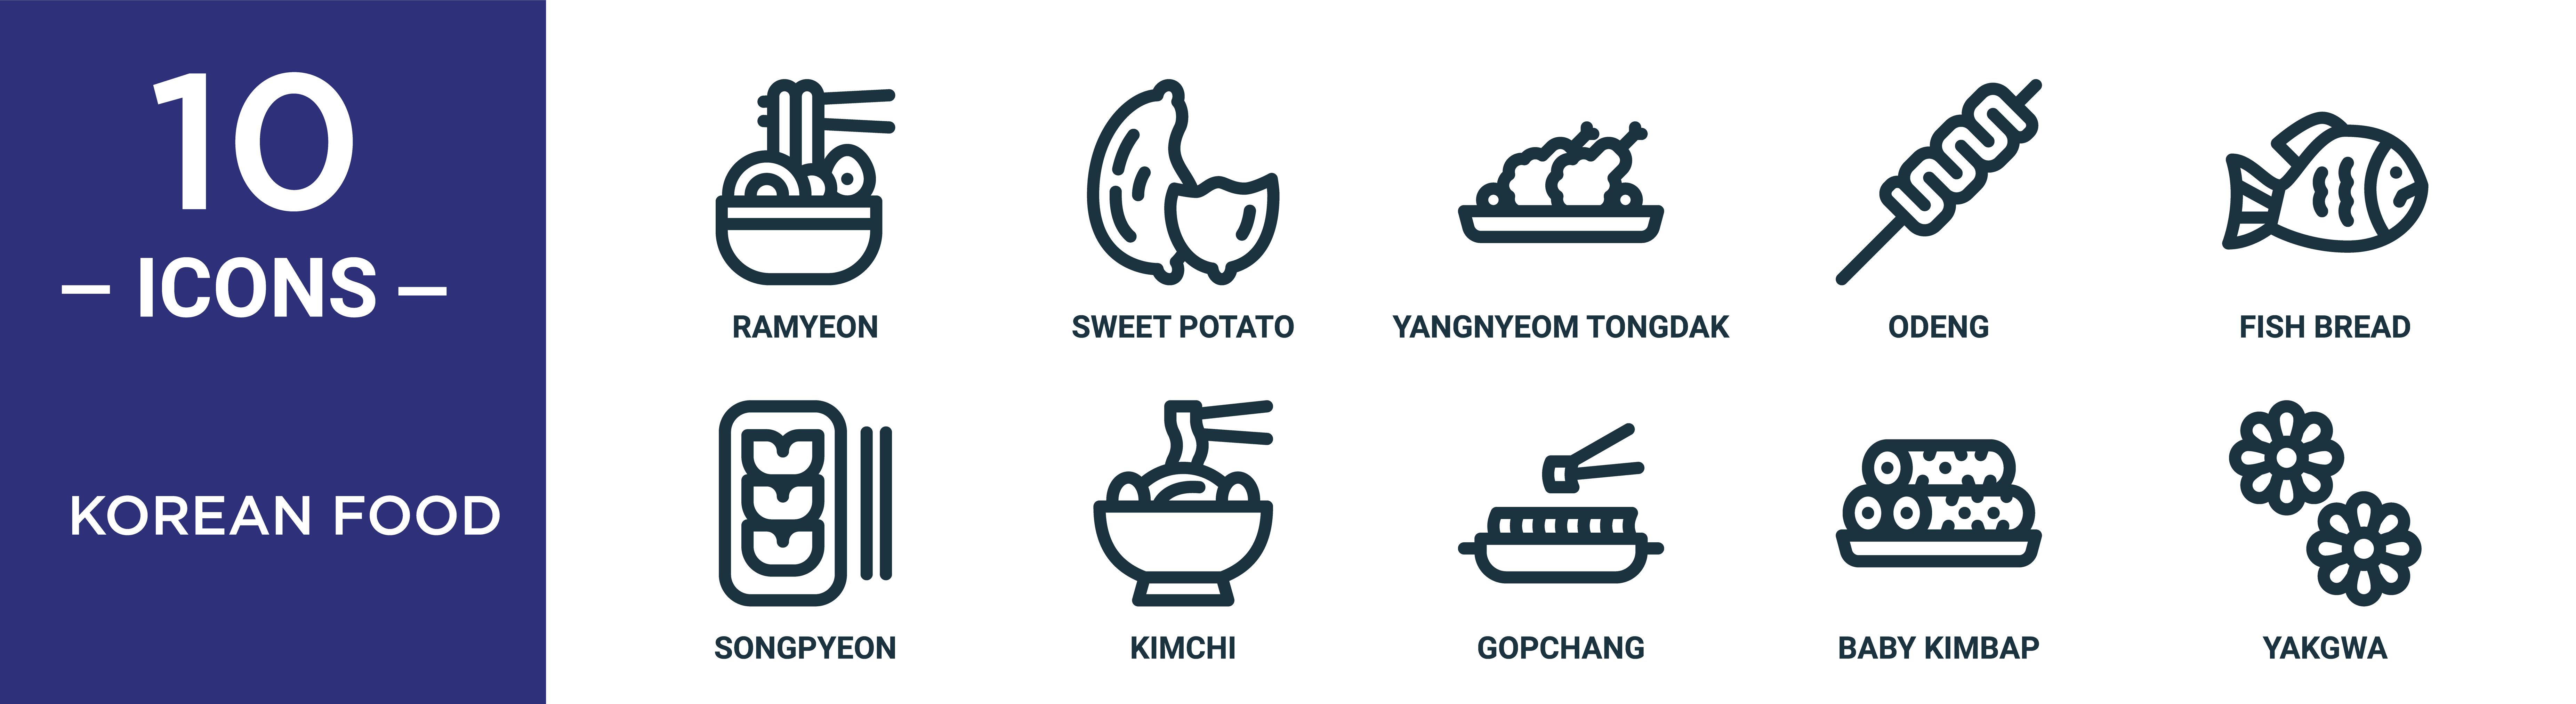 10
– ICONS –
KOREAN FOOD
RAMYEON
SWEET POTATO
YANGNYEOM TONGDAK
ODENG
FISH BREAD
SONGPYEON
KIMCHI
GOPCHANG
BABY KIMBAP
YAKGWA